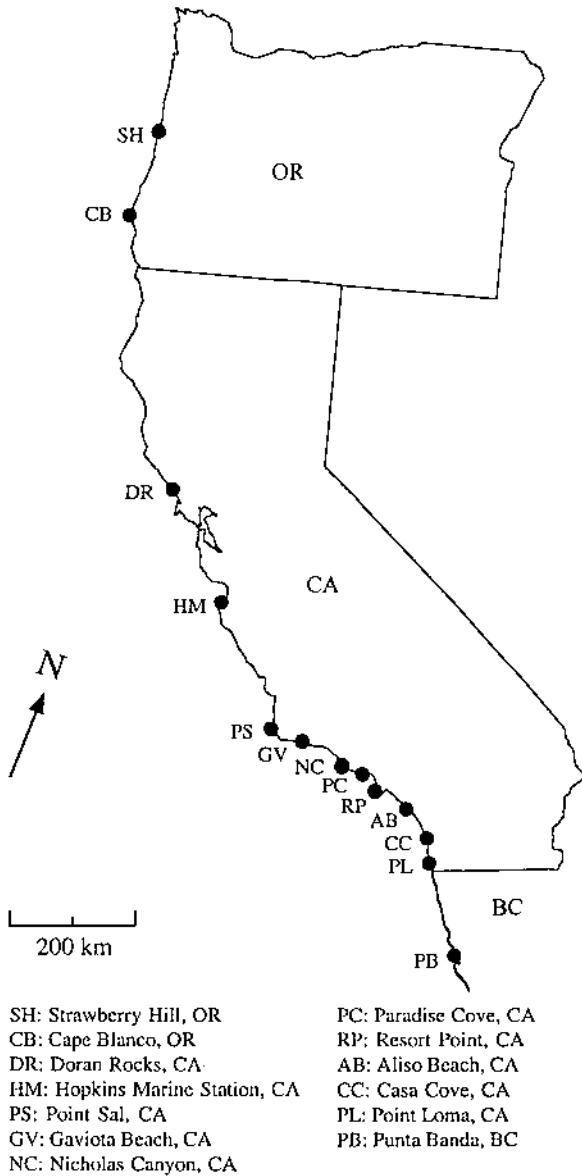 SH
OR
CB
DR
CA
HM
N
PS
GV
NC
PC
RP
AB
CC
PL
BC
200 km
PB
SH: Strawberry Hill, OR
CB: Cape Blanco, OR
DR: Doran Rocks, CA
HM: Hopkins Marine Station, CA
PS: Point Sal, CA
GV: Gaviota Beach, CA
NC: Nicholas Canyon, CA
PC: Paradise Cove, CA
RP: Resort Point, CA
AB: Aliso Beach, CA
CC: Casa Cove, CA
PL: Point Loma, CA
PB: Punta Banda, BC